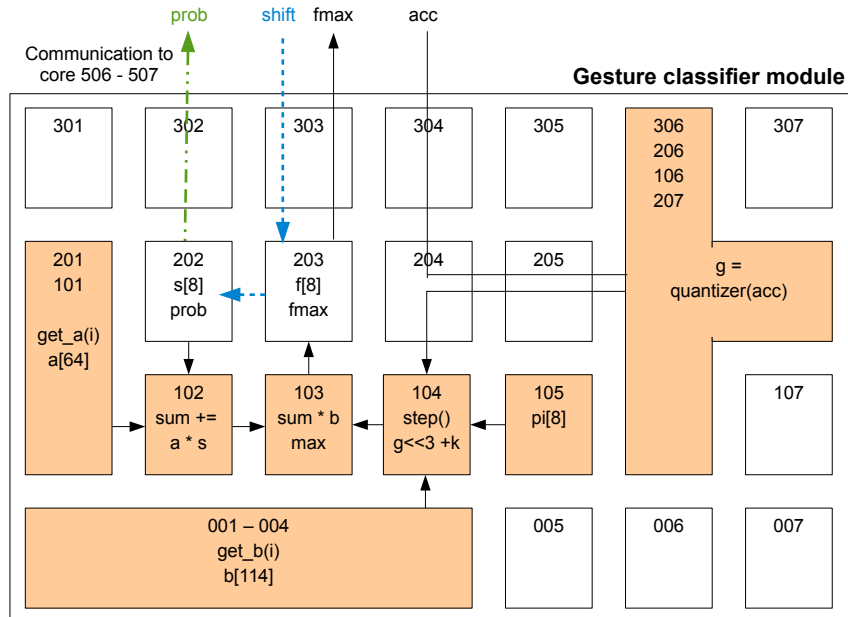 prob
shift
fmax
acc
Communication to
core 506 - 507
Gesture classifier module
301
302
303
304
305
306
206
106
207
307
201
101
get_a(i)
a[64]
202
s[8]
prob
203
f[8]
fmax
204
205
g =
quantizer(acc)
102
sum +=
a * s
103
sum * b
max
104
step()
g<<3 +k
105
pi[8]
107
001 – 004
get_b(i)
b[114]
005
006
007